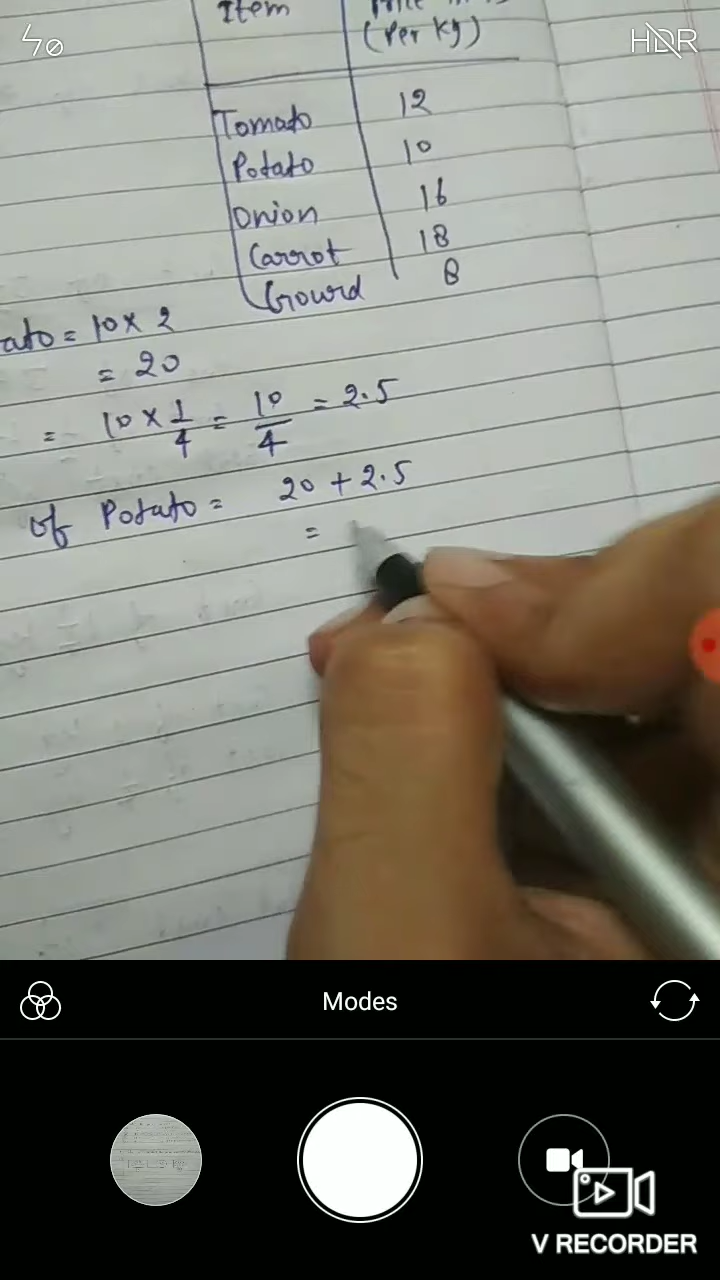 HDR
Item
(Per Kg)
Tomato 12
Potato 10
Onion 16
Carrot 18
Gourd 8
ato = 10 × 2
= 20
= 10 × 1/4 = 10/4 = 2.5
of Potato = 20 + 2.5
=
Modes
V RECORDER